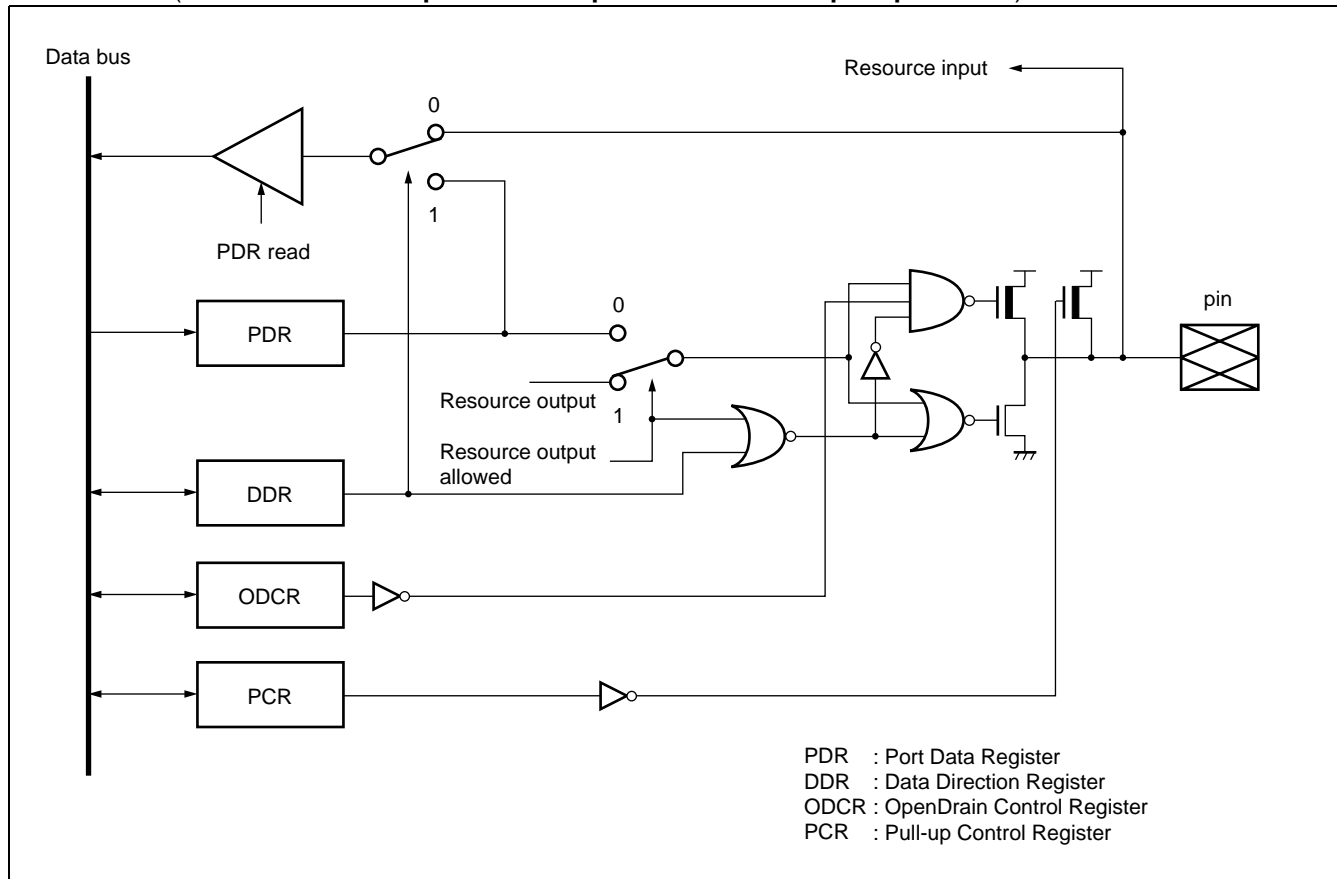 Data bus
Resource input
0
1
PDR read
pin
PDR
0
Resource output
1
Resource output
allowed
DDR
ODCR
PCR
PDR : Port Data Register
DDR : Data Direction Register
ODCR : OpenDrain Control Register
PCR : Pull-up Control Register